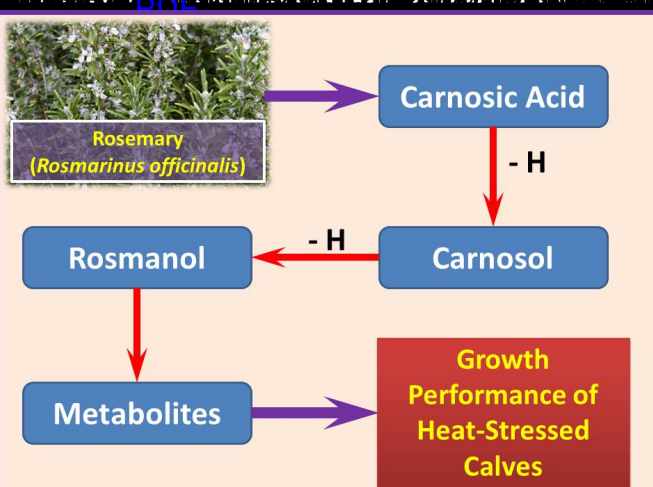 Rosemary
(Rosmarinus officinalis)
Carnosic Acid
- H
Rosmanol
- H
Carnosol
Metabolites
Growth
Performance of
Heat-Stressed
Calves